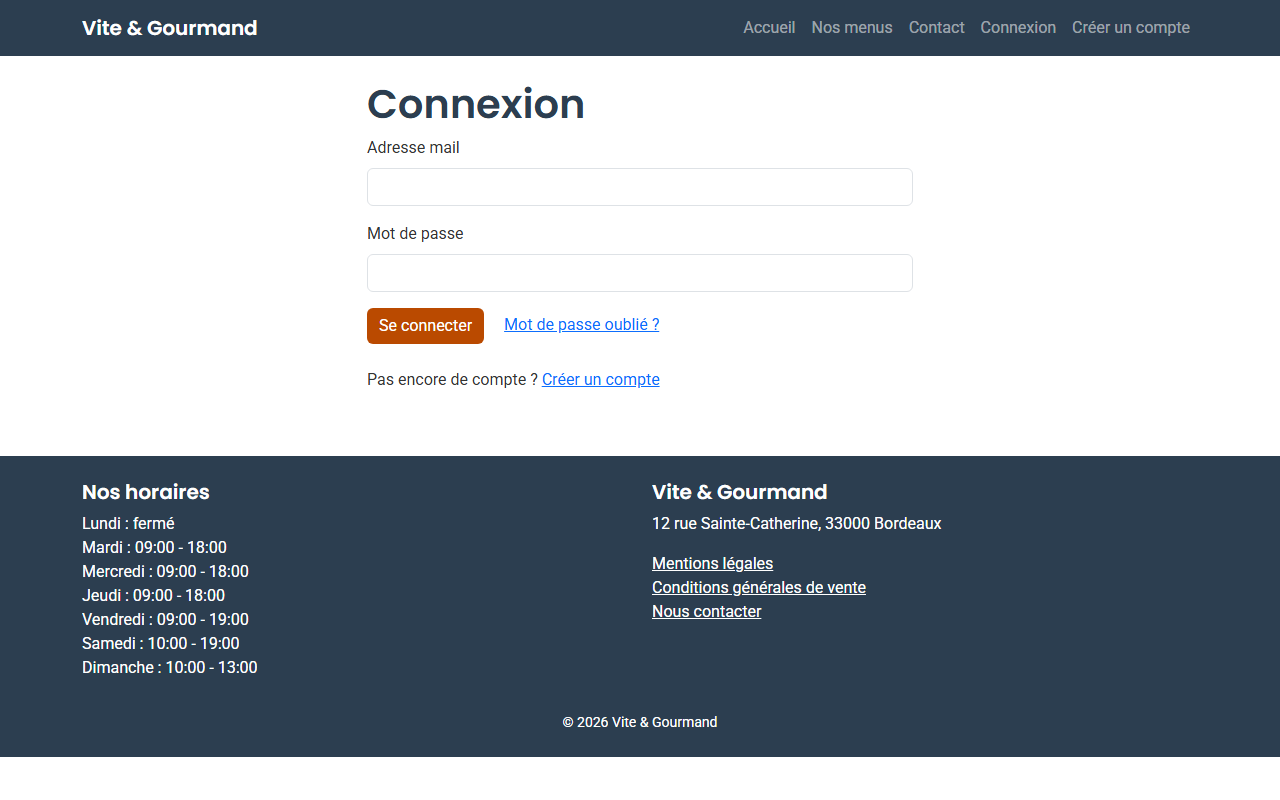 Vite & Gourmand
Accueil Nos menus Contact Connexion Créer un compte
Connexion
Adresse mail
Mot de passe
Se connecter Mot de passe oublié ?
Pas encore de compte ? Créer un compte
Nos horaires
Lundi : fermé
Mardi : 09:00 - 18:00
Mercredi : 09:00 - 18:00
Jeudi : 09:00 - 18:00
Vendredi : 09:00 - 19:00
Samedi : 10:00 - 19:00
Dimanche : 10:00 - 13:00
Vite & Gourmand
12 rue Sainte-Catherine, 33000 Bordeaux
Mentions légales
Conditions générales de vente
Nous contacter
© 2026 Vite & Gourmand